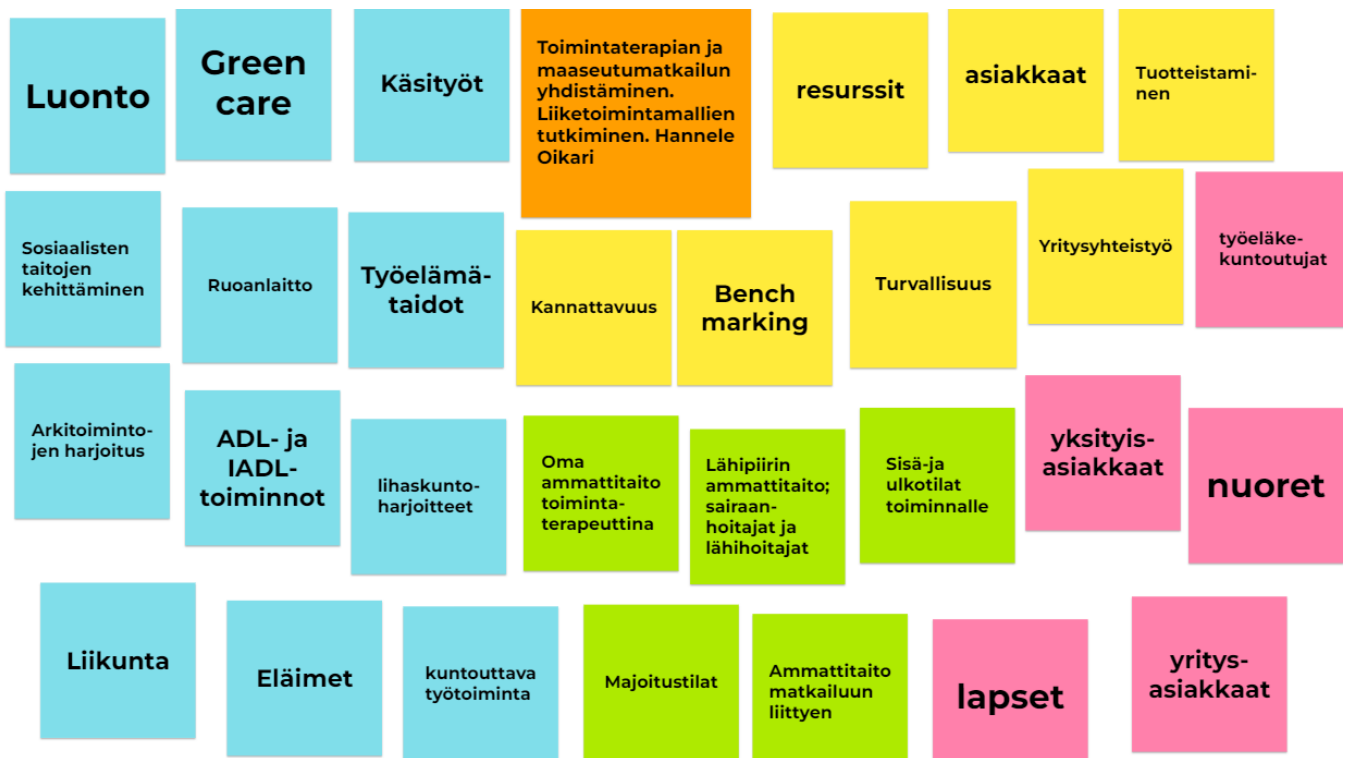 Luonto
Green
care
Käsityöt
Toimintaterapian ja
maaseutumatkailun
yhdistäminen.
Liiketoimintamallien
tutkiminen. Hannele
Oikari
resurssit
asiakkaat
Tuotteistami-
nen
Sosiaalisten
taitojen
kehittäminen
Ruoanlaitto
Työelämä-
taidot
Kannattavuus
Bench
marking
Turvallisuus
Yritysyhteistyö
työeläke-
kuntoutujat
Arkitoiminto-
jen harjoitus
ADL- ja
IADL-
toiminnot
lihaskunto-
harjoitteet
Oma
ammattitaito
toiminta-
terapeuttina
Lähipiirin
ammattitaito;
sairaan-
hoitajat ja
lähihoitajat
Sisä-ja
ulkotilat
toiminnalle
yksityis-
asiakkaat
nuoret
Liikunta
Eläimet
kuntouttava
työtoiminta
Majoitustilat
Ammattitaito
matkailuun
liittyen
lapset
yritys-
asiakkaat